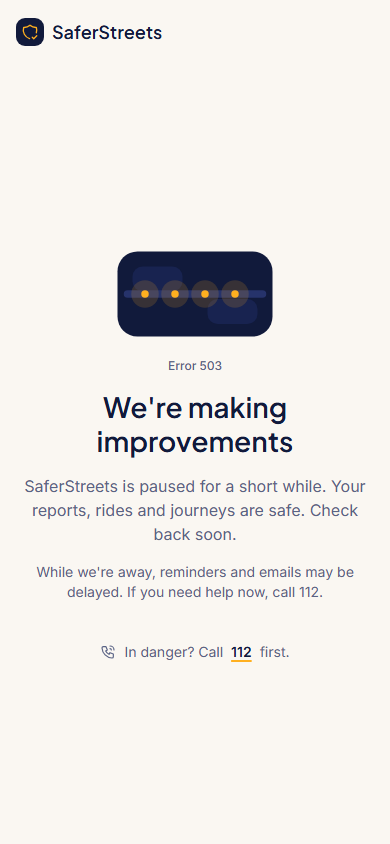 SaferStreets
Error 503
We're making
improvements
SaferStreets is paused for a short while. Your
reports, rides and journeys are safe. Check
back soon.
While we're away, reminders and emails may be
delayed. If you need help now, call 112.
In danger? Call 112 first.